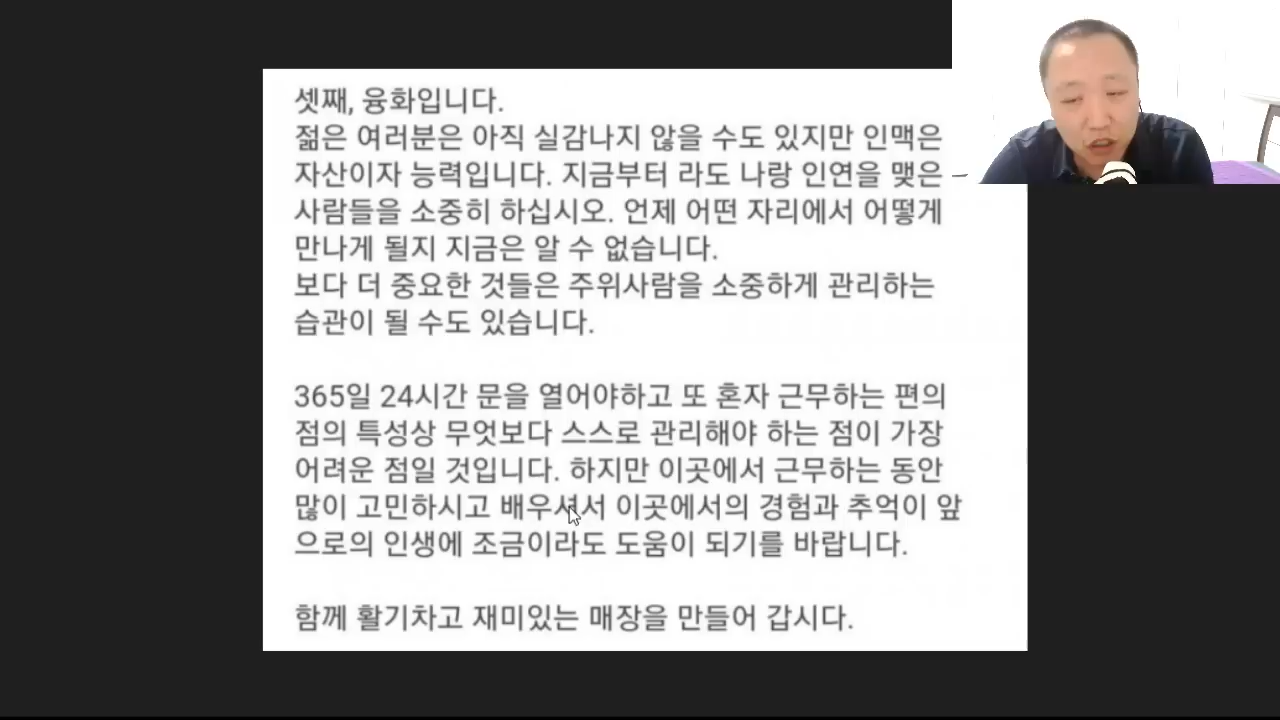 셋째, 융화입니다.
젊은 여러분은 아직 실감나지 않을 수도 있지만 인맥은
자산이자 능력입니다. 지금부터 라도 나랑 인연을 맺은
사람들을 소중히 하십시오. 언제 어떤 자리에서 어떻게
만나게 될지 지금은 알 수 없습니다.
보다 더 중요한 것들은 주위사람을 소중하게 관리하는
습관이 될 수도 있습니다.
365일 24시간 문을 열어야하고 또 혼자 근무하는 편의
점의 특성상 무엇보다 스스로 관리해야 하는 점이 가장
어려운 점일 것입니다. 하지만 이곳에서 근무하는 동안
많이 고민하시고 배우셔서 이곳에서의 경험과 추억이 앞
으로의 인생에 조금이라도 도움이 되기를 바랍니다.
함께 활기차고 재미있는 매장을 만들어 갑시다.